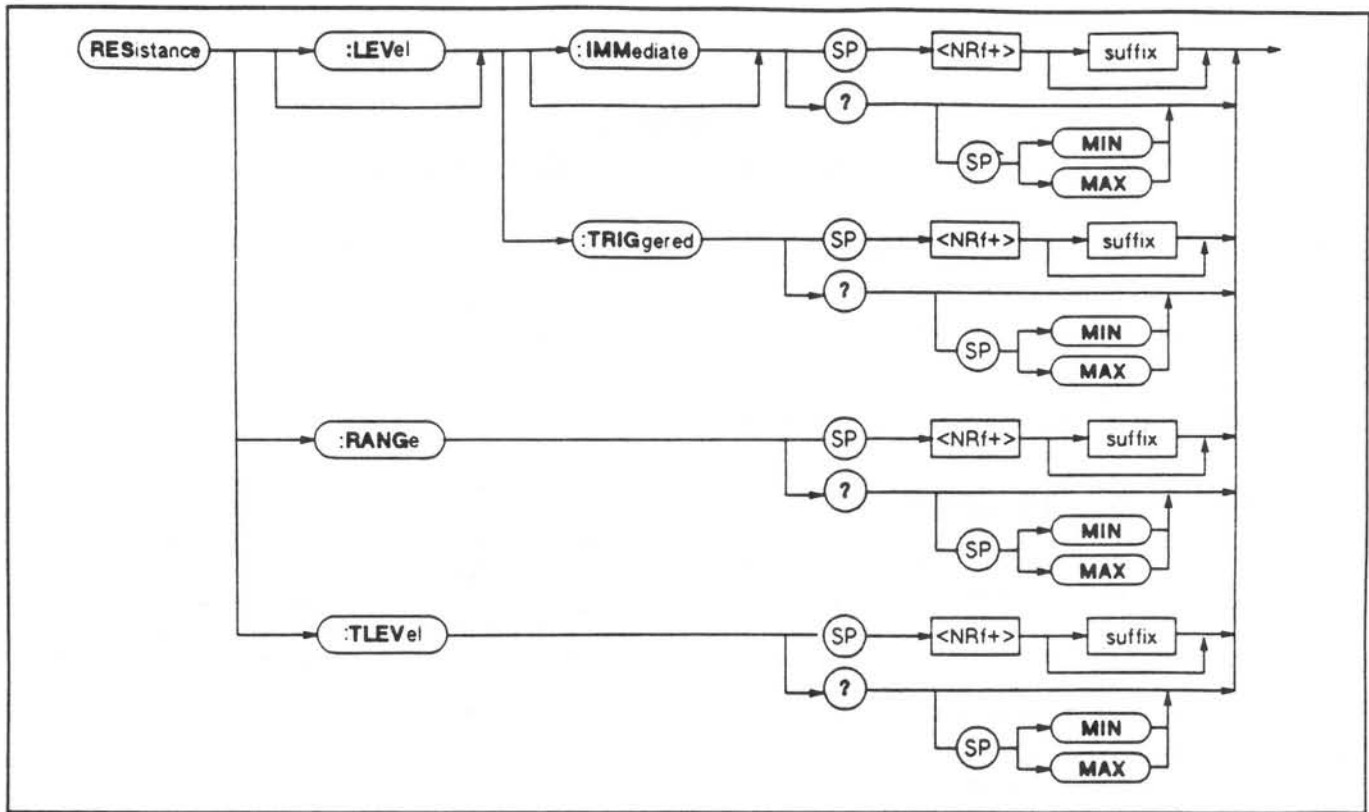 RESistance :LEVel :IMMediate SP <NRf+> suffix
?
SP MIN
MAX
:TRIGgered SP <NRf+> suffix
?
SP MIN
MAX
:RANGe SP <NRf+> suffix
?
SP MIN
MAX
:TLEVel SP <NRf+> suffix
?
SP MIN
MAX